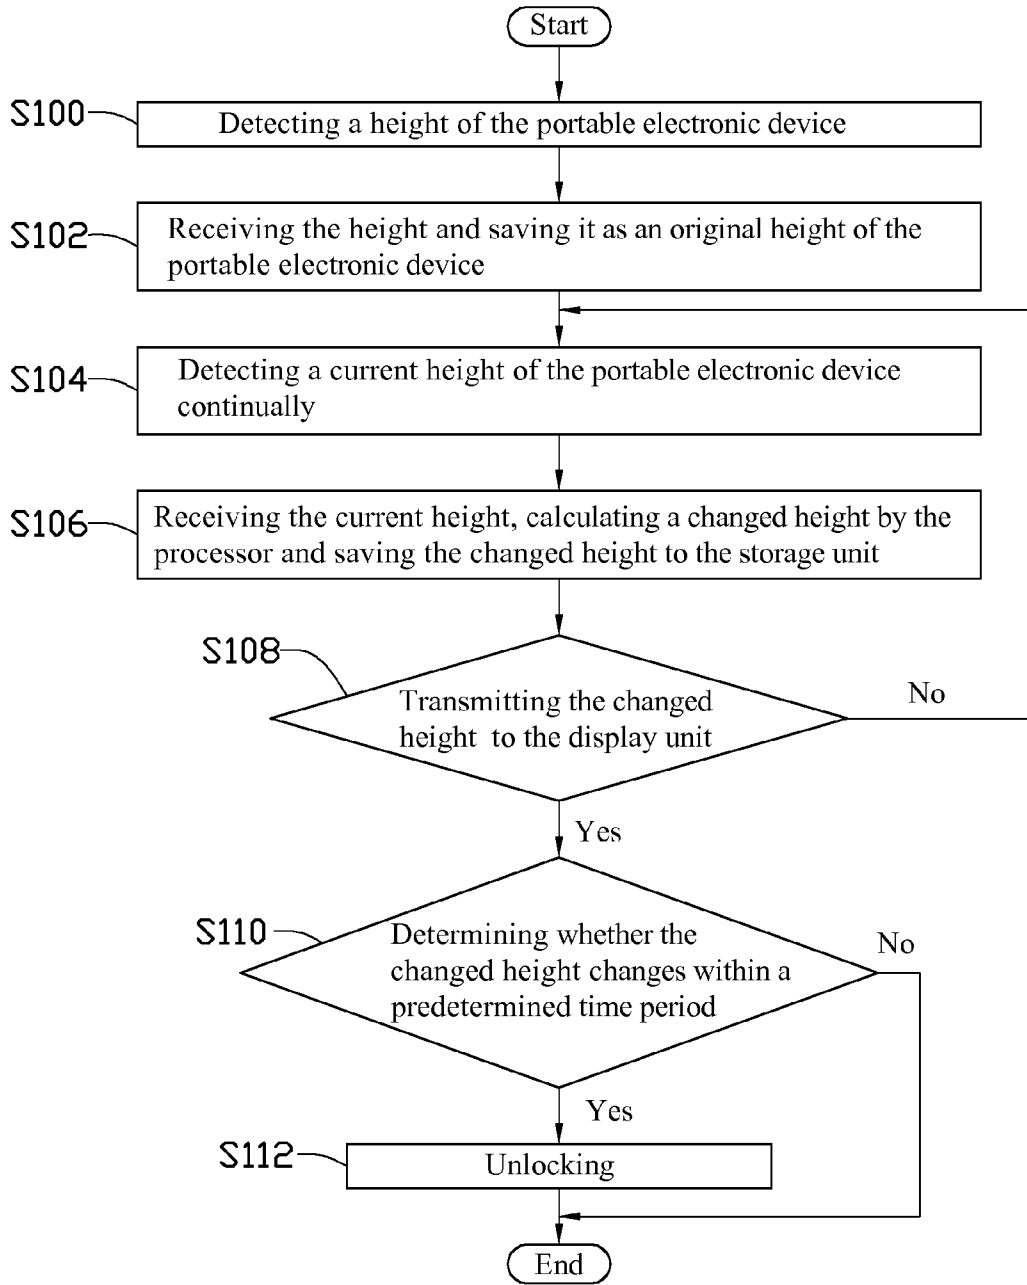 Start
S100
Detecting a height of the portable electronic device
S102
Receiving the height and saving it as an original height of the
portable electronic device
S104
Detecting a current height of the portable electronic device
continually
S106
Receiving the current height, calculating a changed height by the
processor and saving the changed height to the storage unit
S108
Transmitting the changed
height to the display unit
No
Yes
S110
Determining whether the
changed height changes within a
predetermined time period
No
Yes
S112
Unlocking
End